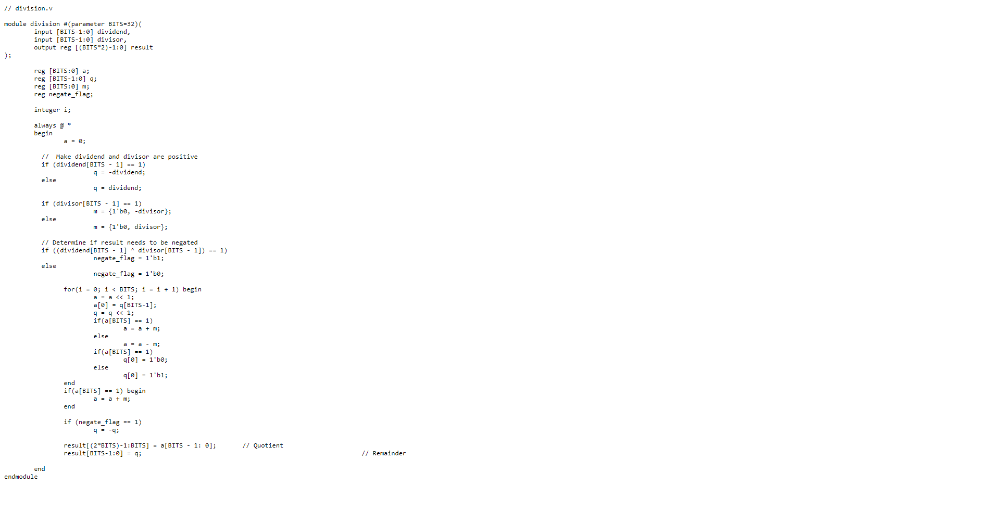 // division.v
module division #(parameter BITS=32)(
input [BITS-1:0] dividend,
input [BITS-1:0] divisor,
output reg [(BITS*2)-1:0] result
);
reg [BITS:0] a;
reg [BITS-1:0] q;
reg [BITS:0] m;
reg negate_flag;
integer i;
always @ *
begin
a = 0;
//  Make dividend and divisor are positive
if (dividend[BITS - 1] == 1)
q = -dividend;
else
q = dividend;
if (divisor[BITS - 1] == 1)
m = {1'b0, -divisor};
else
m = {1'b0, divisor};
// Determine if result needs to be negated
if ((dividend[BITS - 1] ^ divisor[BITS - 1]) == 1)
negate_flag = 1'b1;
else
negate_flag = 1'b0;
for(i = 0; i < BITS; i = i + 1) begin
a = a << 1;
a[0] = q[BITS-1];
q = q << 1;
if(a[BITS] == 1)
a = a + m;
else
a = a - m;
if(a[BITS] == 1)
q[0] = 1'b0;
else
q[0] = 1'b1;
end
if(a[BITS] == 1) begin
a = a + m;
end
if (negate_flag == 1)
q = -q;
result[(2*BITS)-1:BITS] = a[BITS - 1: 0]; // Quotient
result[BITS-1:0] = q; // Remainder
end
endmodule